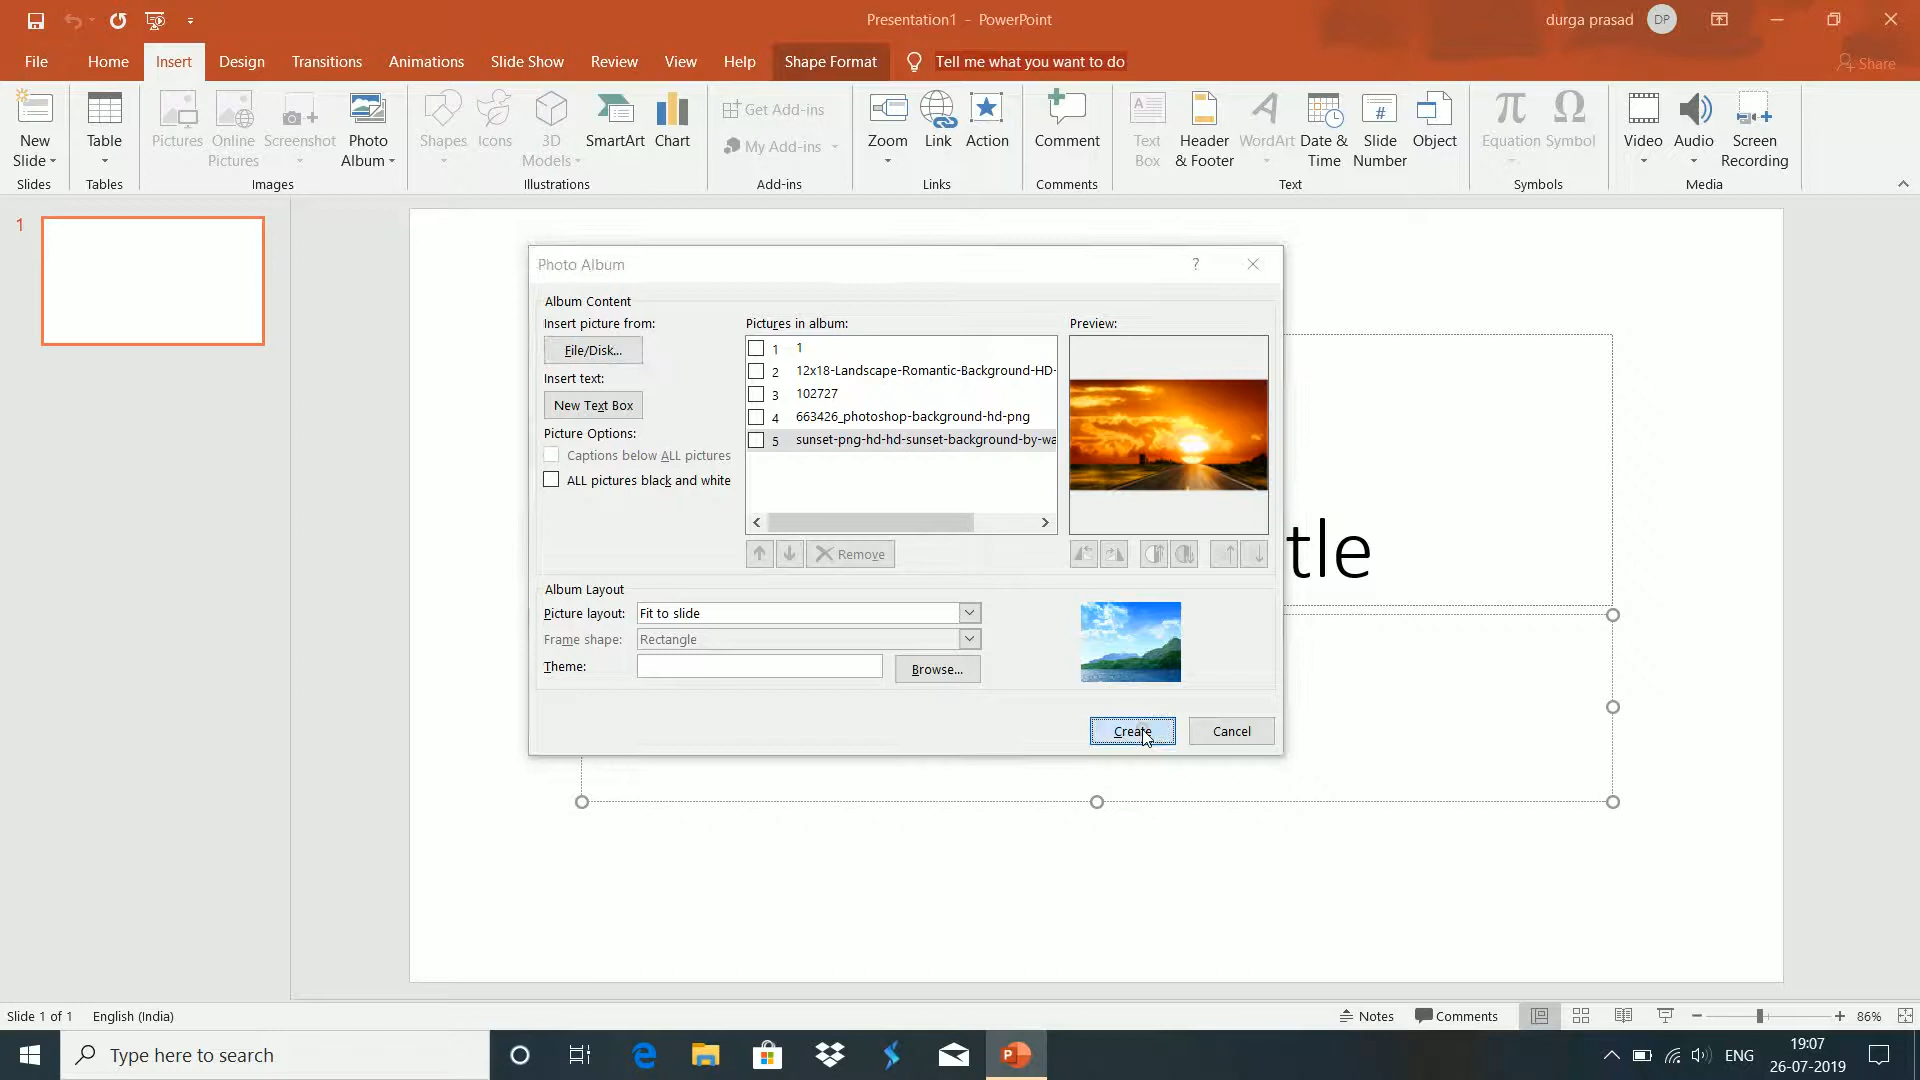 Presentation1 - PowerPoint
durga prasad DP
File Home Insert Design Transitions Animations Slide Show Review View Help Shape Format Tell me what you want to do Share
New Slide
Table
Pictures
Online Pictures
Screenshot
Photo Album
Shapes
Icons
3D Models
SmartArt
Chart
Get Add-ins
My Add-ins
Zoom
Link
Action
Comment
Text Box
Header & Footer
WordArt
Date & Time
Slide Number
Object
Equation
Symbol
Video
Audio
Screen Recording
Slides Tables Images Illustrations Add-ins Links Comments Text Symbols Media
1
Photo Album ?
Album Content
Insert picture from:
File/Disk...
Insert text:
New Text Box
Picture Options:
Captions below ALL pictures
ALL pictures black and white
Pictures in album:
1 1
2 12x18-Landscape-Romantic-Background-HD-
3 102727
4 663426_photoshop-background-hd-png
5 sunset-png-hd-hd-sunset-background-by-wa
Remove
Preview:
Album Layout
Picture layout: Fit to slide
Frame shape: Rectangle
Theme:
Browse...
Create
Cancel
tle
Slide 1 of 1 English (India)
Notes Comments 86%
Type here to search
ENG
19:07
26-07-2019